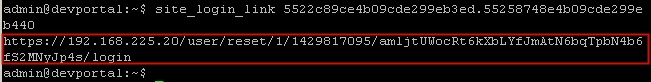 admin@devportal:~$ site_login_link 5522c89ce4b09cde299eb3ed.55258748e4b09cde299e
b440
https://192.168.225.20/user/reset/1/1429817095/amljtUWocRt6kXbLYfJmAtN6bqTpbN4b6
fS2MNyJp4s/login
admin@devportal:~$